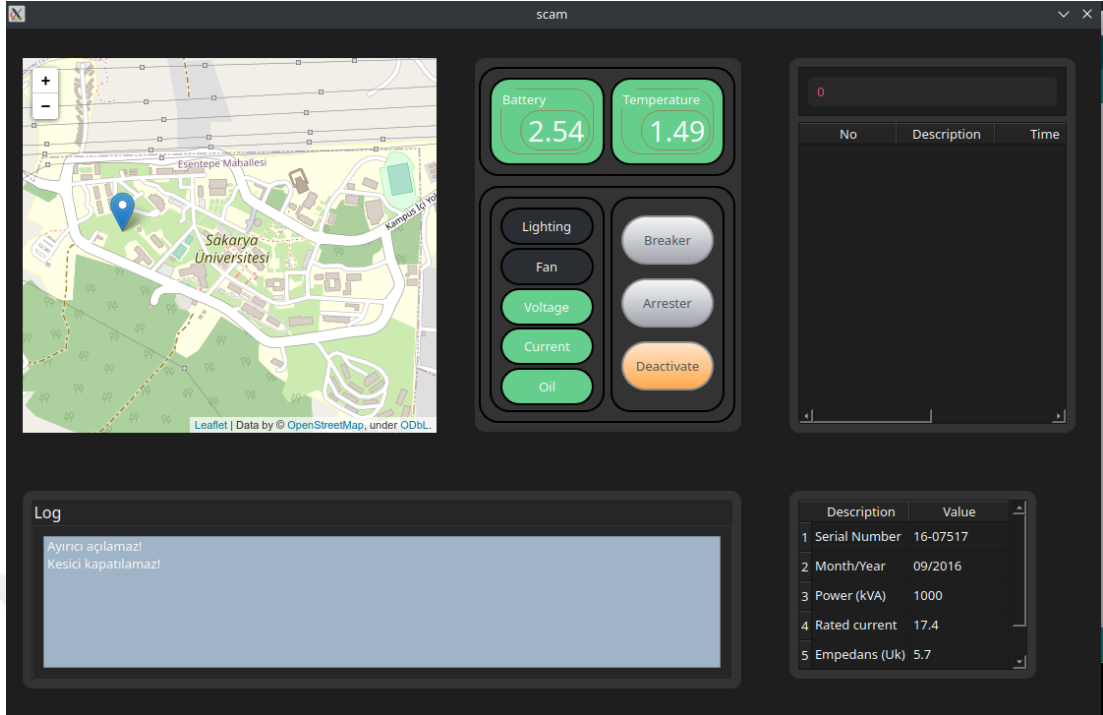 scam
+
−
Esentepe Mahallesi
Kampüs İçi Yolu
Sakarya
Üniversitesi
Leaflet | Data by © OpenStreetMap, under ODbL.
Battery
2.54
Temperature
1.49
Lighting
Fan
Voltage
Current
Oil
Breaker
Arrester
Deactivate
0
No Description Time
Log
Ayırıcı açılamaz!
Kesici kapatılamaz!
Description Value
1 Serial Number 16-07517
2 Month/Year 09/2016
3 Power (kVA) 1000
4 Rated current 17.4
5 Empedans (Uk) 5.7